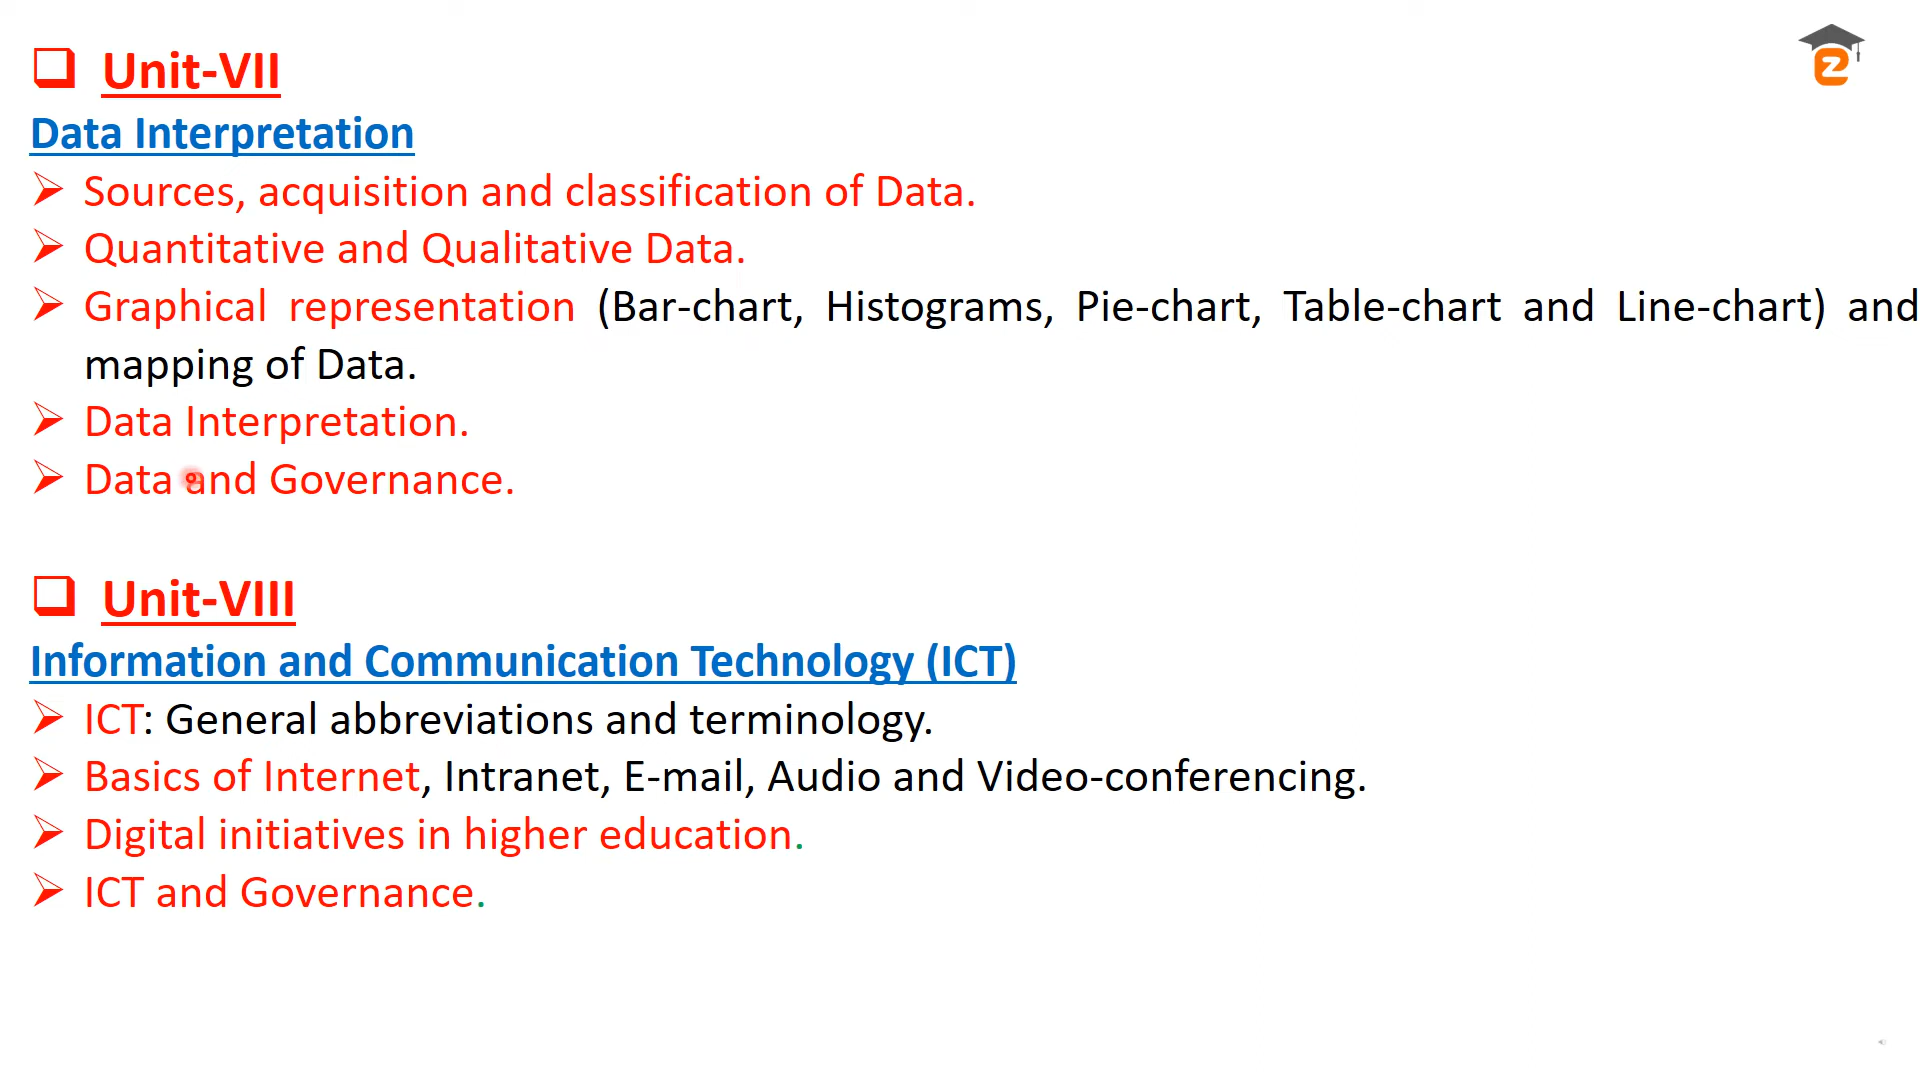 Unit-VII
Data Interpretation
Sources, acquisition and classification of Data.
Quantitative and Qualitative Data.
Graphical representation (Bar-chart, Histograms, Pie-chart, Table-chart and Line-chart) and
mapping of Data.
Data Interpretation.
Data and Governance.
Unit-VIII
Information and Communication Technology (ICT)
ICT: General abbreviations and terminology.
Basics of Internet, Intranet, E-mail, Audio and Video-conferencing.
Digital initiatives in higher education.
ICT and Governance.